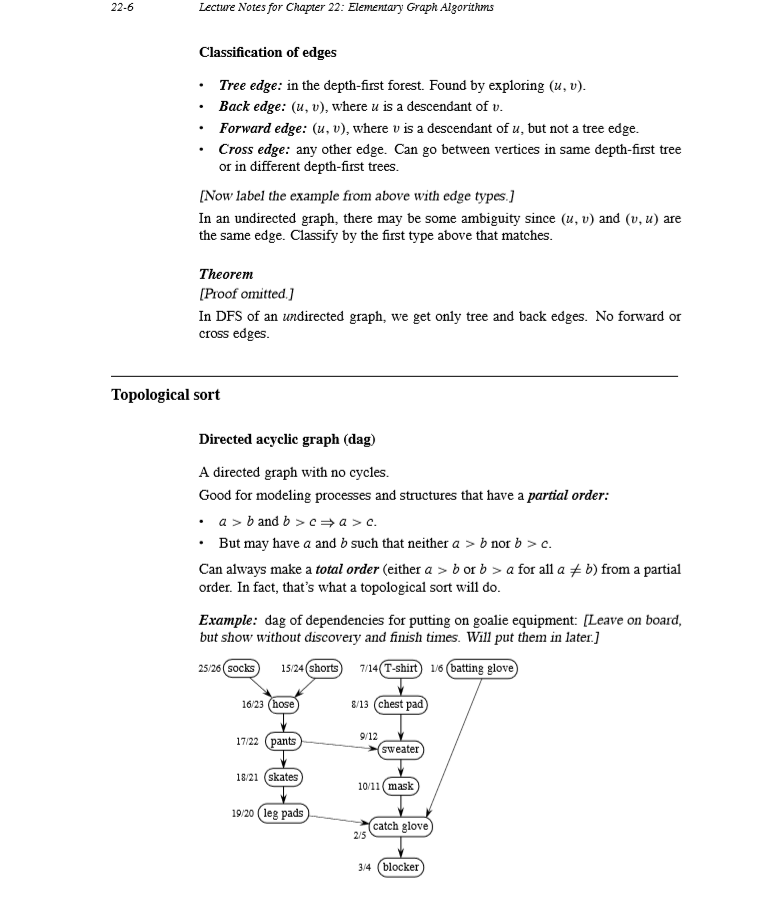 22-6 Lecture Notes for Chapter 22: Elementary Graph Algorithms
Classification of edges
• Tree edge: in the depth-first forest. Found by exploring (u, v).
• Back edge: (u, v), where u is a descendant of v.
• Forward edge: (u, v), where v is a descendant of u, but not a tree edge.
• Cross edge: any other edge. Can go between vertices in same depth-first tree
or in different depth-first trees.
[Now label the example from above with edge types.]
In an undirected graph, there may be some ambiguity since (u, v) and (v, u) are
the same edge. Classify by the first type above that matches.
Theorem
[Proof omitted.]
In DFS of an undirected graph, we get only tree and back edges. No forward or
cross edges.
Topological sort
Directed acyclic graph (dag)
A directed graph with no cycles.
Good for modeling processes and structures that have a partial order:
• a > b and b > c ⇒ a > c.
• But may have a and b such that neither a > b nor b > c.
Can always make a total order (either a > b or b > a for all a ≠ b) from a partial
order. In fact, that's what a topological sort will do.
Example: dag of dependencies for putting on goalie equipment: [Leave on board,
but show without discovery and finish times. Will put them in later.]
25/26 socks 15/24 shorts 7/14 T-shirt 1/6 batting glove
16/23 hose 8/13 chest pad
17/22 pants 9/12 sweater
18/21 skates 10/11 mask
19/20 leg pads 2/5 catch glove
3/4 blocker